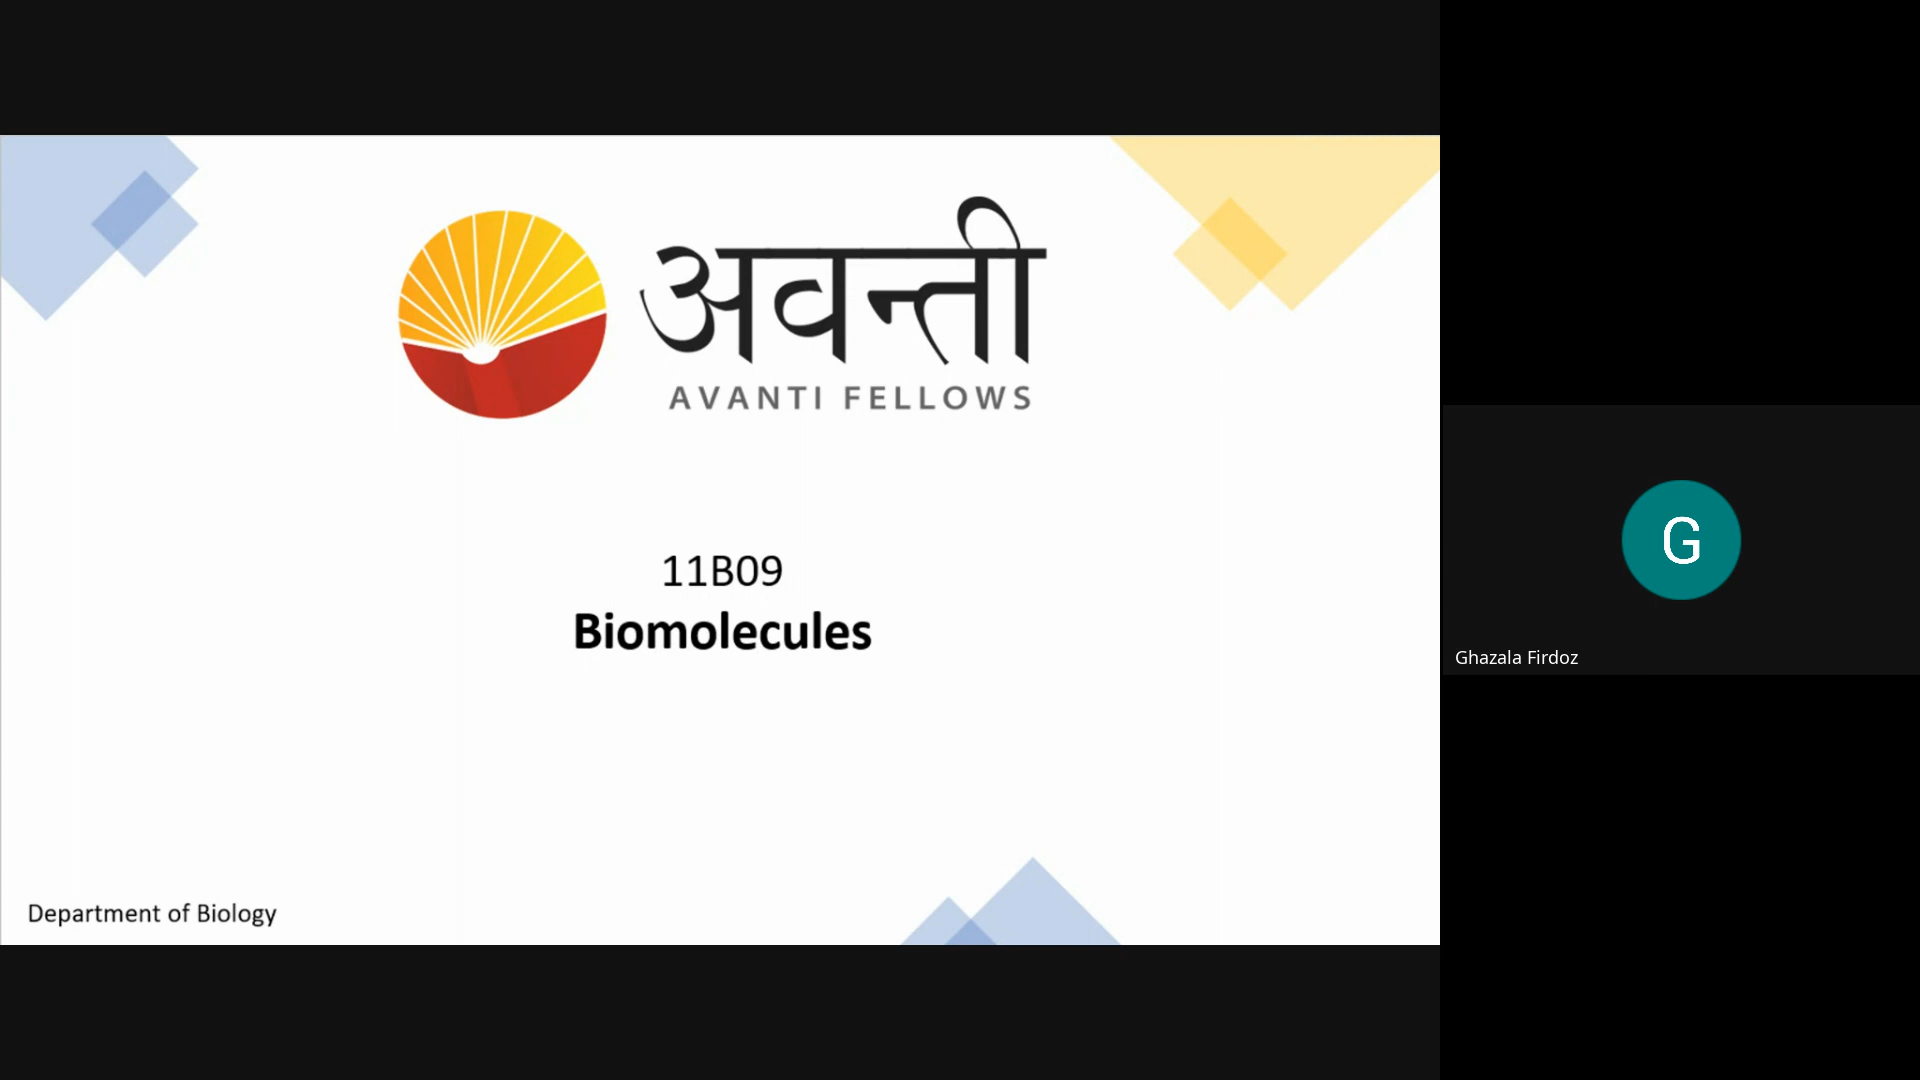 अवन्ती
AVANTI FELLOWS
11B09
Biomolecules
Department of Biology
G
Ghazala Firdoz